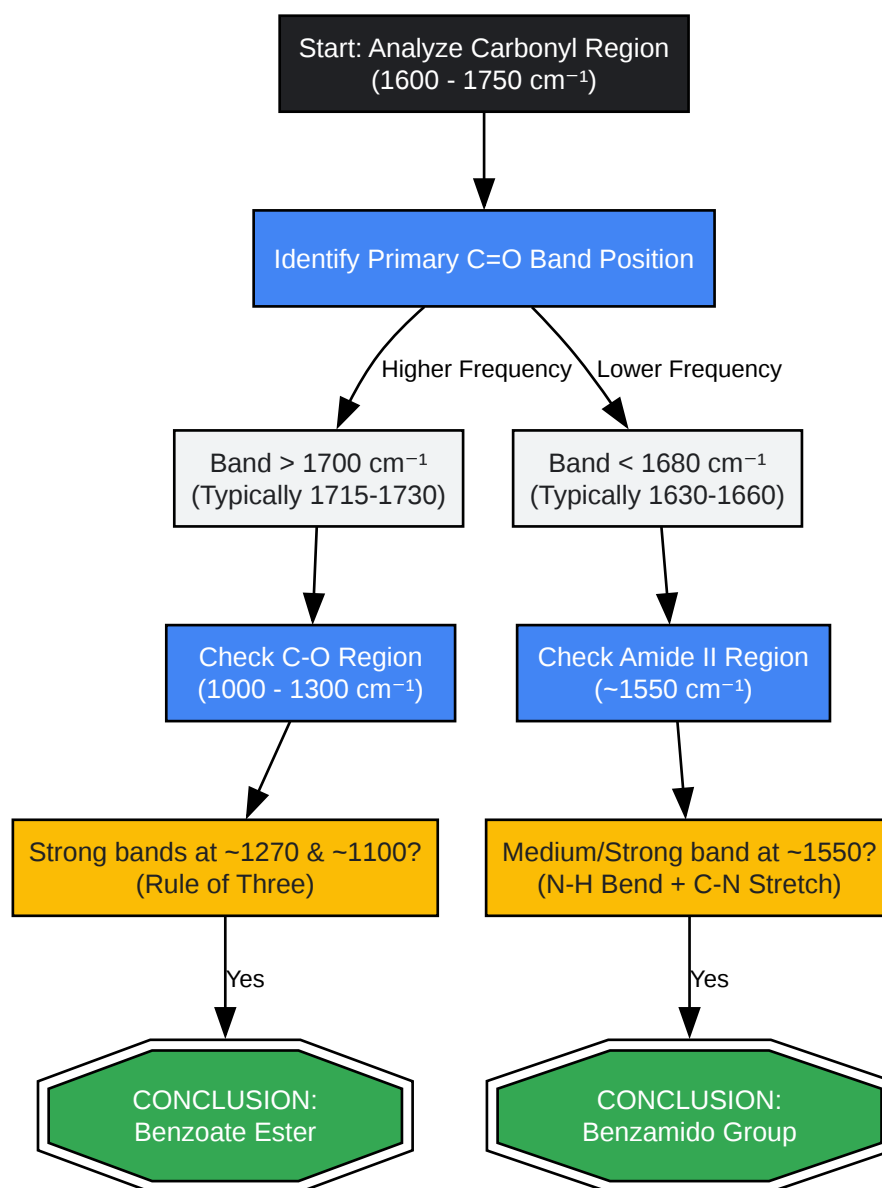 Start: Analyze Carbonyl Region
(1600 - 1750 cm⁻¹)
Identify Primary C=O Band Position
Higher Frequency
Lower Frequency
Band > 1700 cm⁻¹
(Typically 1715-1730)
Band < 1680 cm⁻¹
(Typically 1630-1660)
Check C-O Region
(1000 - 1300 cm⁻¹)
Check Amide II Region
(~1550 cm⁻¹)
Strong bands at ~1270 & ~1100?
(Rule of Three)
Medium/Strong band at ~1550?
(N-H Bend + C-N Stretch)
Yes
Yes
CONCLUSION:
Benzoate Ester
CONCLUSION:
Benzamido Group